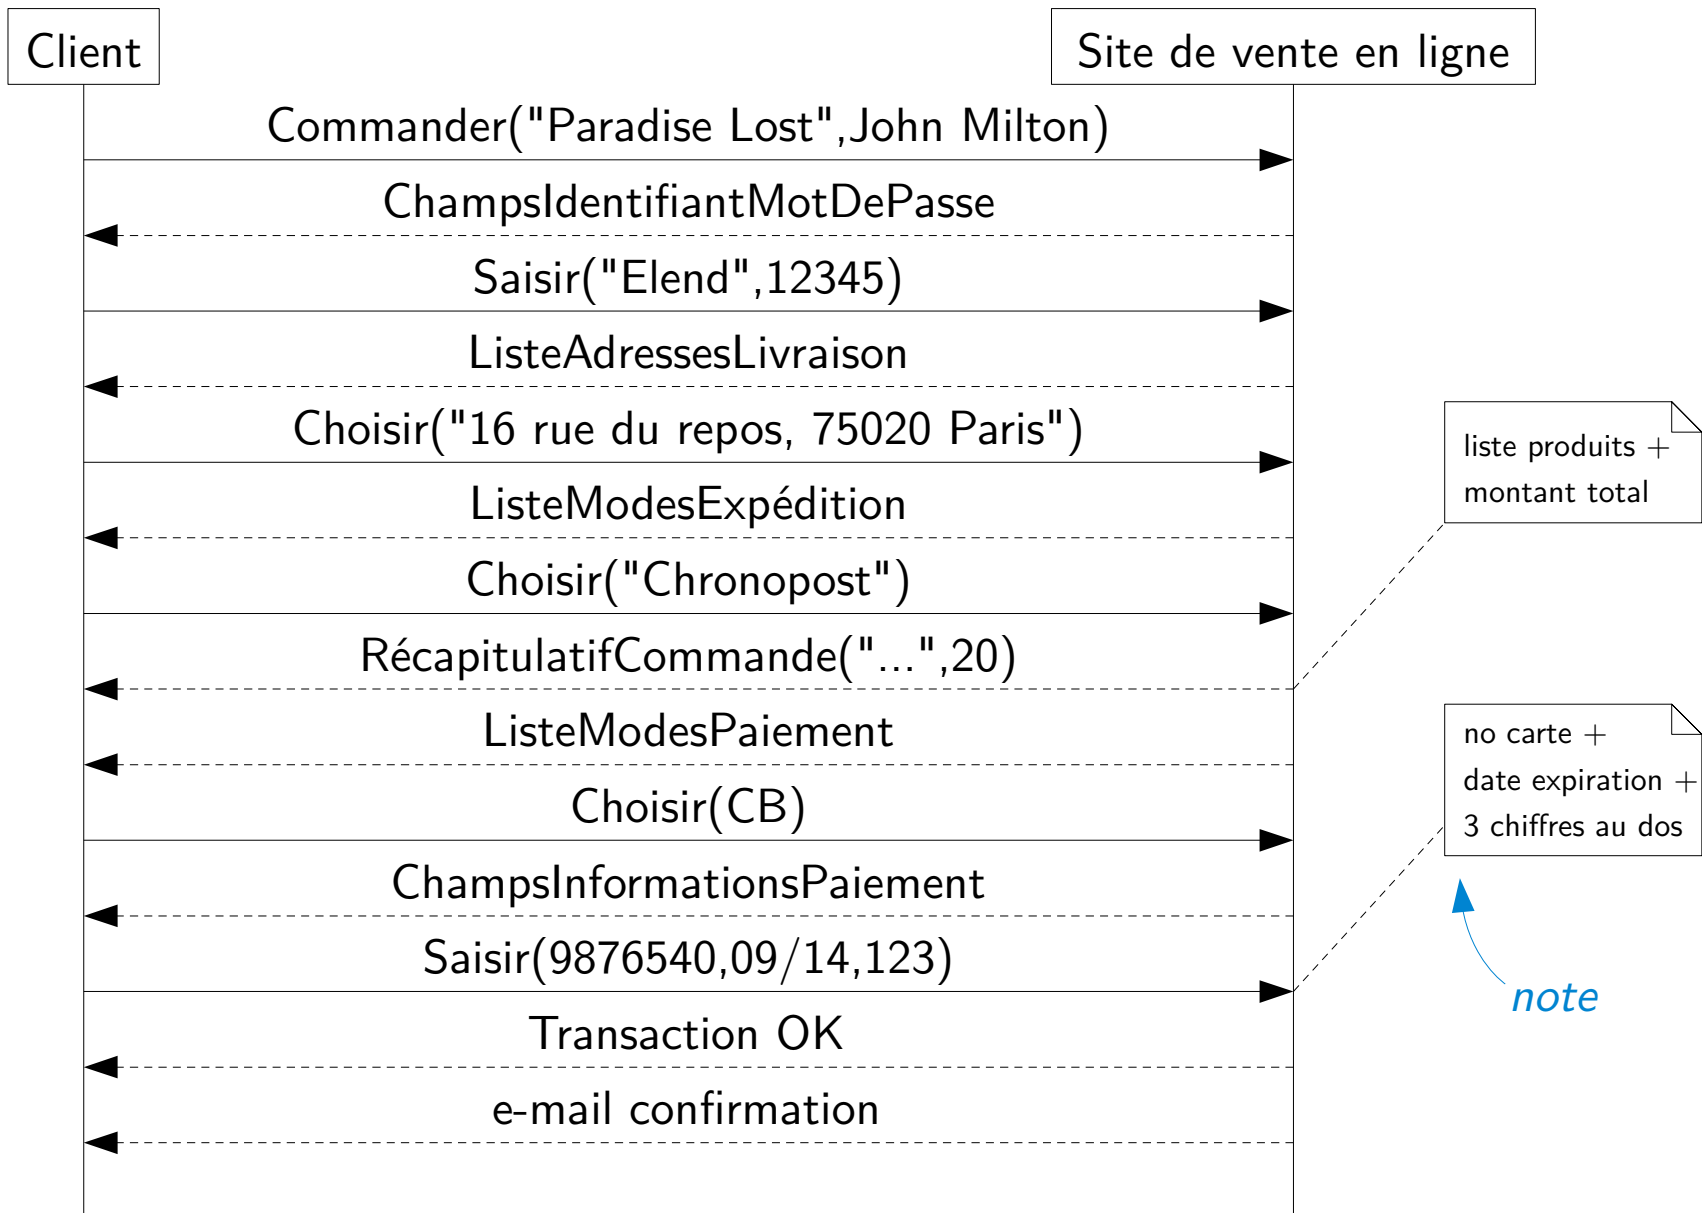 Client
Site de vente en ligne
Commander("Paradise Lost",John Milton)
ChampsIdentifiantMotDePasse
Saisir("Elend",12345)
ListeAdressesLivraison
Choisir("16 rue du repos, 75020 Paris")
liste produits +
montant total
ListeModesExpédition
Choisir("Chronopost")
RécapitulatifCommande("...",20)
ListeModesPaiement
no carte +
date expiration +
3 chiffres au dos
Choisir(CB)
ChampsInformationsPaiement
Saisir(9876540,09/14,123)
note
Transaction OK
e-mail confirmation